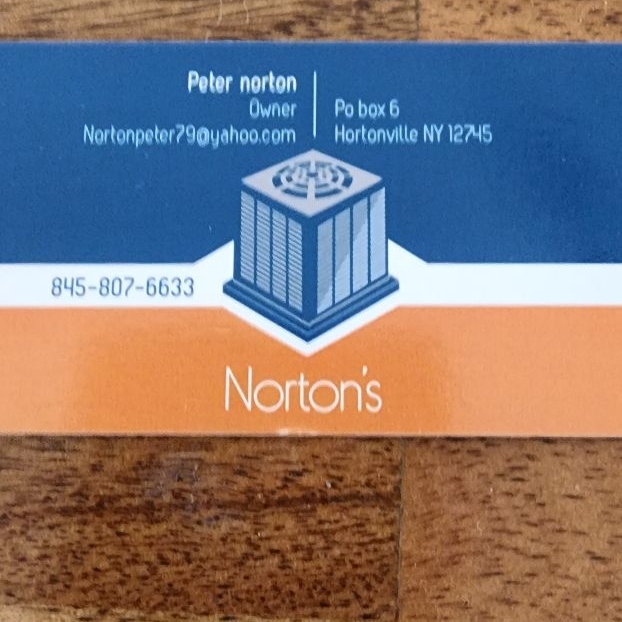 Peter norton
Owner
Nortonpeter79@yahoo.com
Po box 6
Hortonville NY 12745
845-807-6633
Norton's